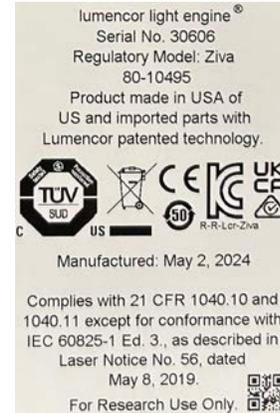 lumencor light engine®
Serial No. 30606
Regulatory Model: Ziva
80-10495
Product made in USA of
US and imported parts with
Lumencor patented technology.
TÜV
SUD
C US
50
R-R-Lcr-Ziva
UK
CA
Manufactured: May 2, 2024
Complies with 21 CFR 1040.10 and
1040.11 except for conformance with
IEC 60825-1 Ed. 3., as described in
Laser Notice No. 56, dated
May 8, 2019.
For Research Use Only.